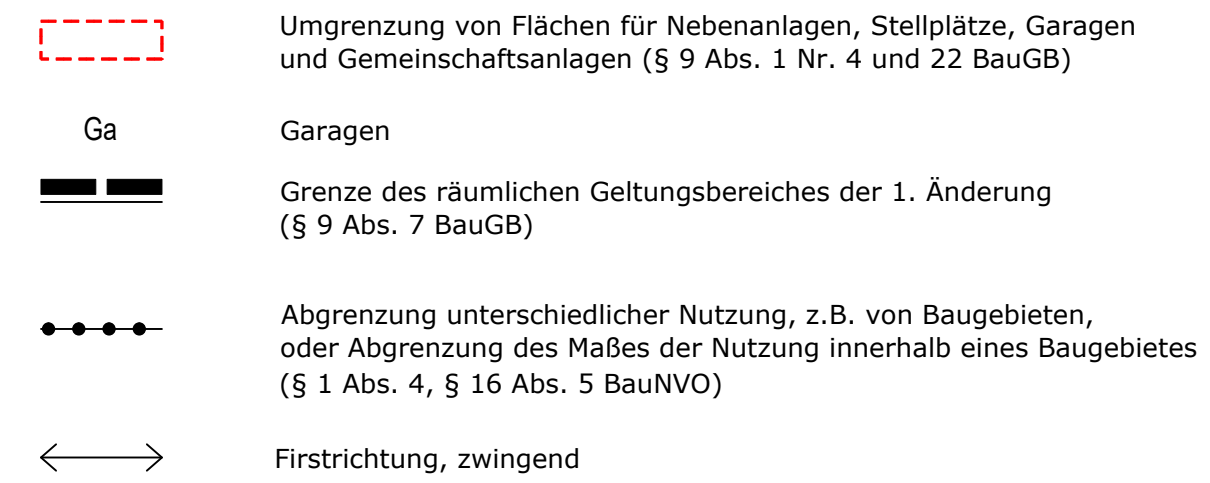 Umgrenzung von Flächen für Nebenanlagen, Stellplätze, Garagen
und Gemeinschaftsanlagen (§ 9 Abs. 1 Nr. 4 und 22 BauGB)
Ga Garagen
Grenze des räumlichen Geltungsbereiches der 1. Änderung
(§ 9 Abs. 7 BauGB)
Abgrenzung unterschiedlicher Nutzung, z.B. von Baugebieten,
oder Abgrenzung des Maßes der Nutzung innerhalb eines Baugebietes
(§ 1 Abs. 4, § 16 Abs. 5 BauNVO)
Firstrichtung, zwingend